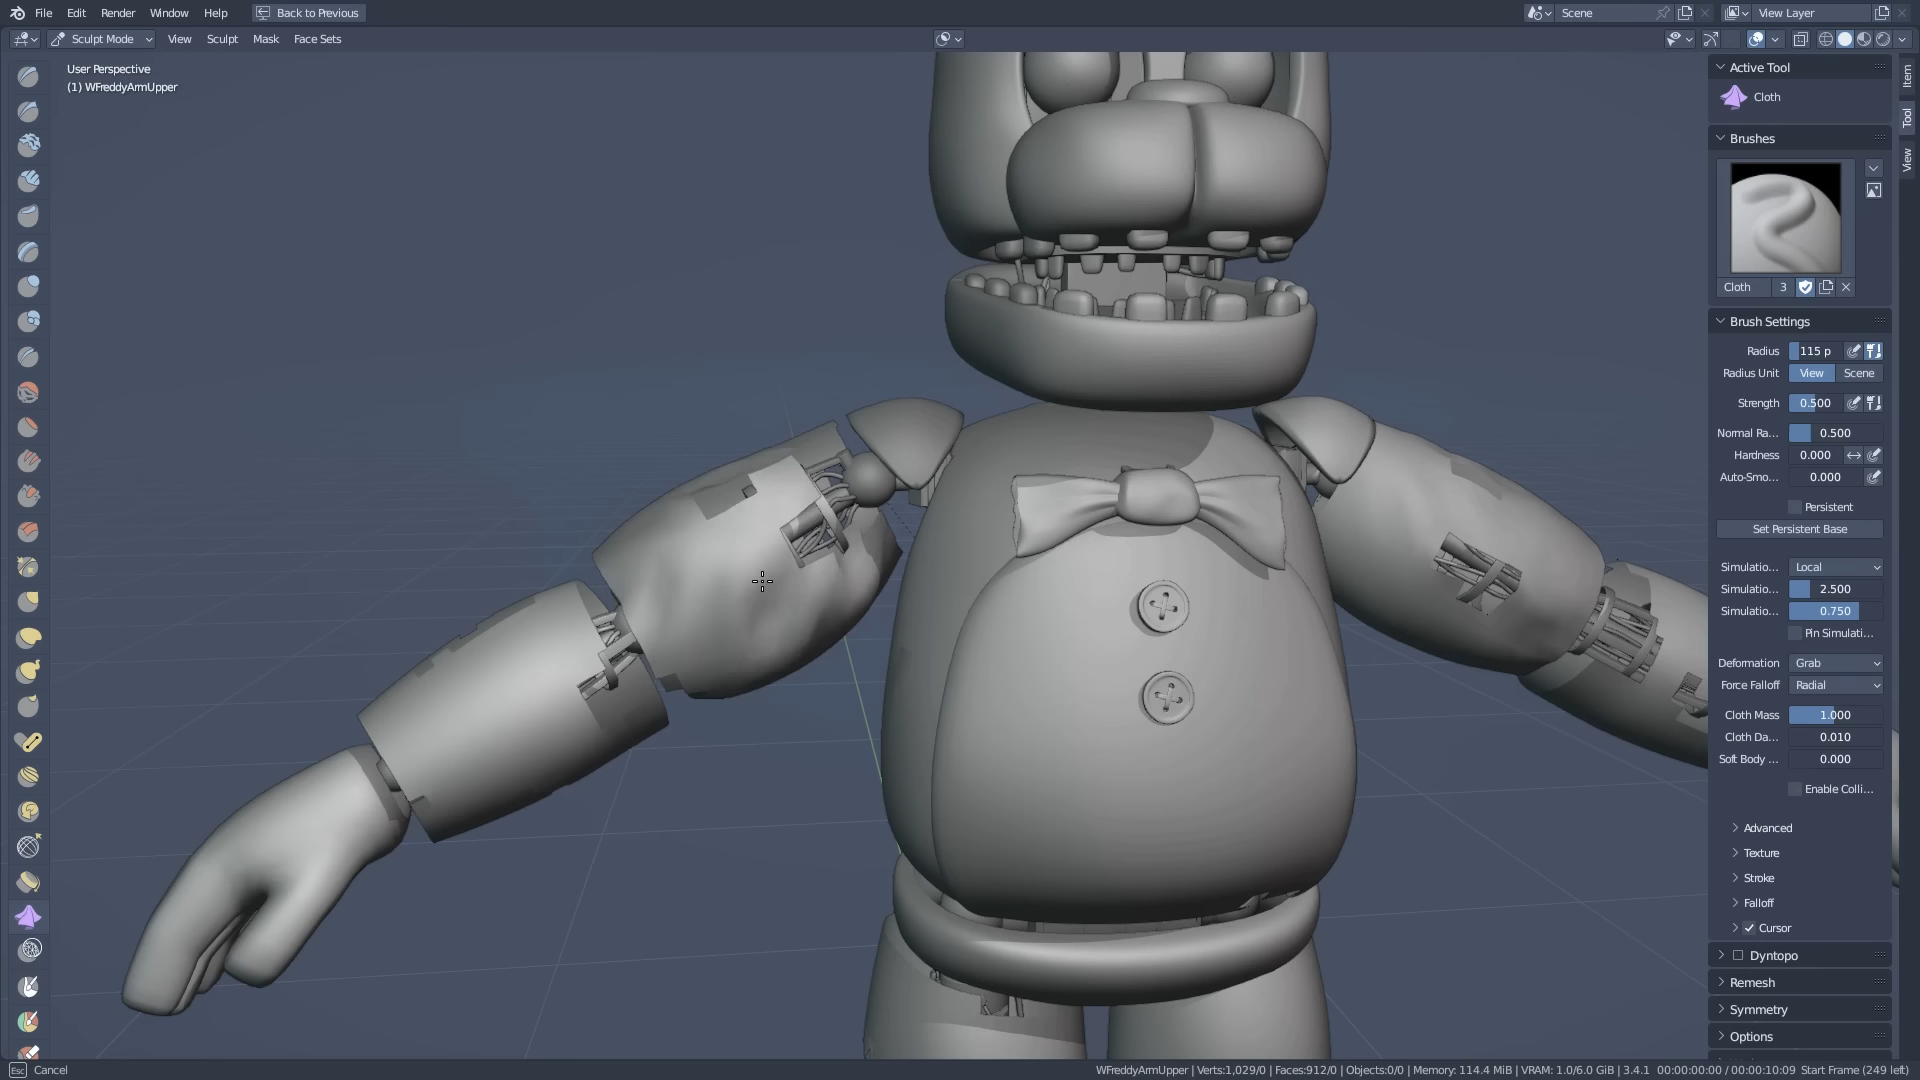 File Edit Render Window Help Back to Previous Scene View Layer
Sculpt Mode View Sculpt Mask Face Sets
User Perspective
(1) WFreddyArmUpper
Active Tool
Cloth
Brushes
Cloth 3
Brush Settings
Radius 115 p
Radius Unit View Scene
Strength 0.500
Normal Ra... 0.500
Hardness 0.000
Auto-Smo... 0.000
Persistent
Set Persistent Base
Simulatio... Local
Simulatio... 2.500
Simulatio... 0.750
Pin Simulati...
Deformation Grab
Force Falloff Radial
Cloth Mass 1.000
Cloth Da... 0.010
Soft Body ... 0.000
Enable Colli...
Advanced
Texture
Stroke
Falloff
Cursor
Dyntopo
Remesh
Symmetry
Options
Item
Tool
View
Esc Cancel
WFreddyArmUpper | Verts:1,029/0 | Faces:912/0 | Objects:0/0 | Memory: 114.4 MiB | VRAM: 1.0/6.0 GiB | 3.4.1 00:00:00:00 / 00:00:10:09 Start Frame (249 left)